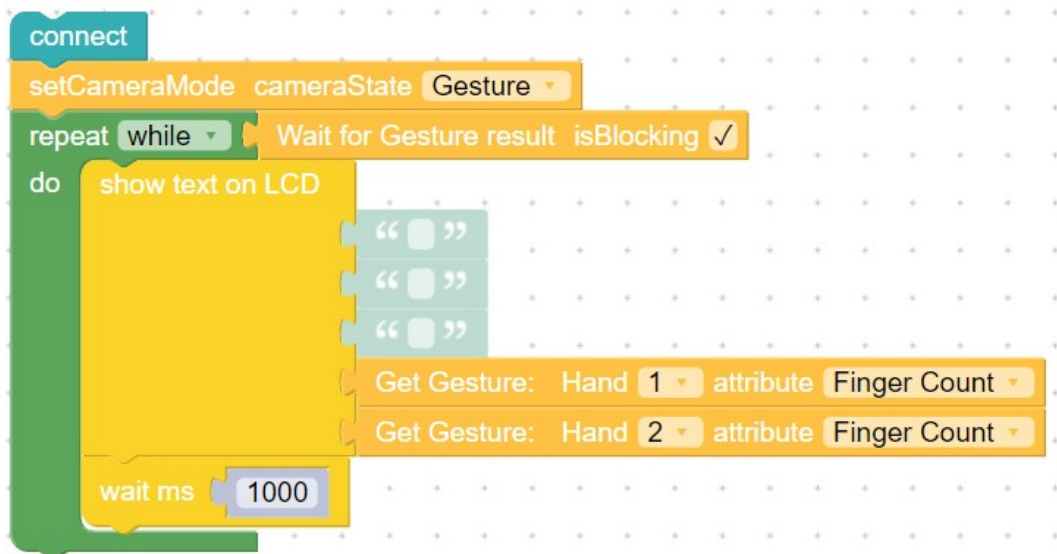 connect
setCameraMode cameraState Gesture
repeat while Wait for Gesture result isBlocking ✓
do show text on LCD
“ ”
“ ”
“ ”
Get Gesture: Hand 1 attribute Finger Count
Get Gesture: Hand 2 attribute Finger Count
wait ms 1000